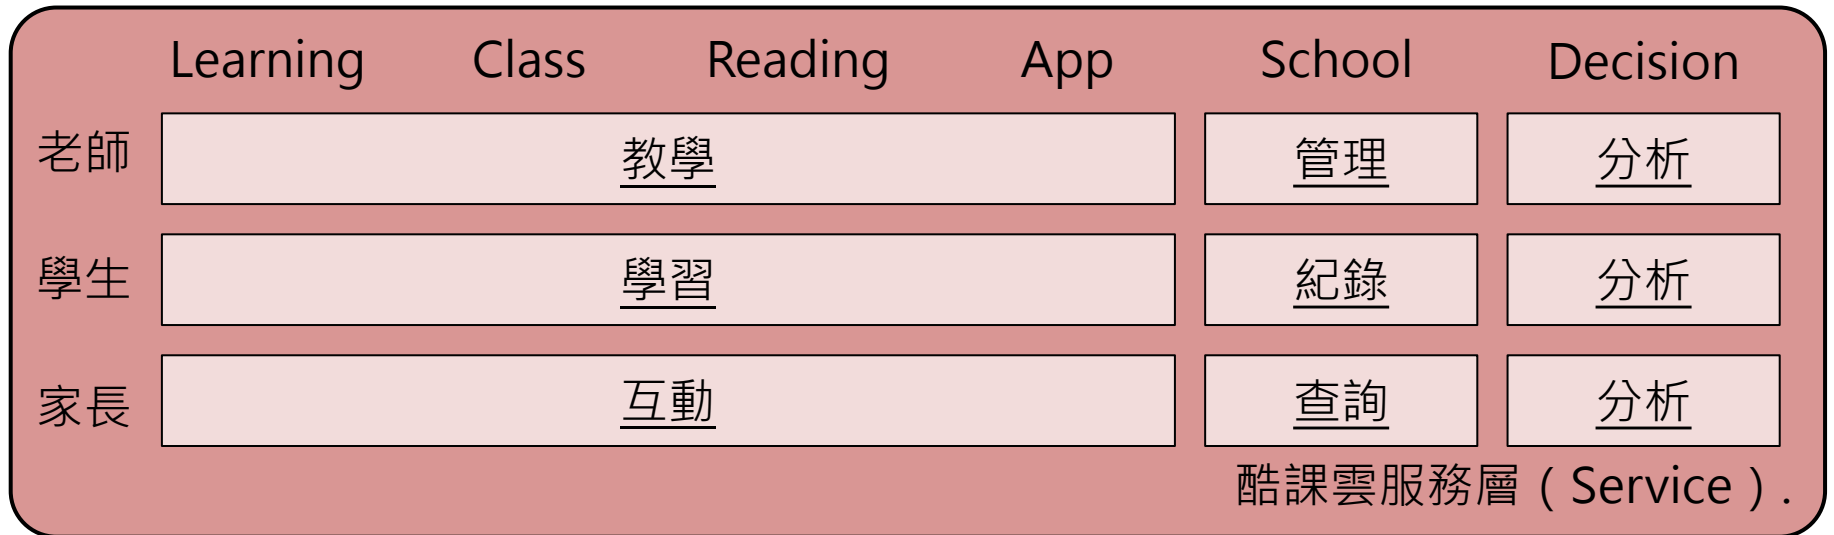 Learning Class Reading App School Decision
老師 教學 管理 分析
學生 學習 紀錄 分析
家長 互動 查詢 分析
酷課雲服務層（Service）.